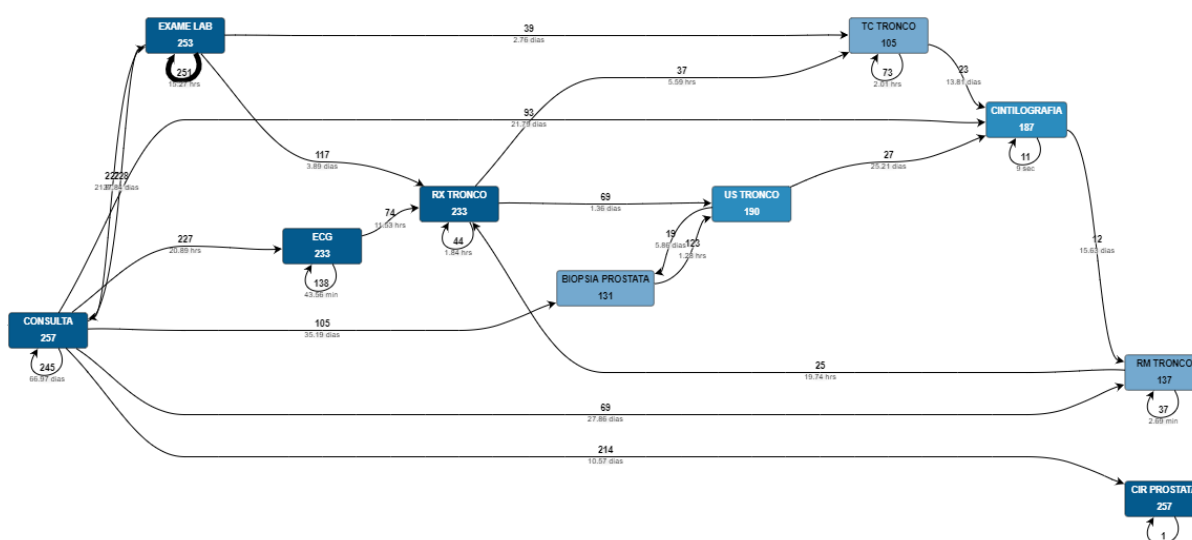 EXAME LAB
253
251
15.27 hrs
39
2.76 dias
TC TRONCO
105
73
2.01 hrs
37
5.59 hrs
23
13.81 dias
93
21.79 dias
CINTILOGRAFIA
187
11
9 sec
117
3.89 dias
27
25.21 dias
228
RX TRONCO
233
44
1.84 hrs
69
1.36 dias
US TRONCO
190
74
11.53 hrs
227
20.89 hrs
ECG
233
138
43.56 min
19
5.86 dias
123
1.28 hrs
12
15.63 dias
BIOPSIA PROSTATA
131
CONSULTA
257
245
66.97 dias
105
35.19 dias
25
19.74 hrs
RM TRONCO
137
37
2.89 min
69
27.86 dias
214
10.57 dias
CIR PROSTATA
257
1